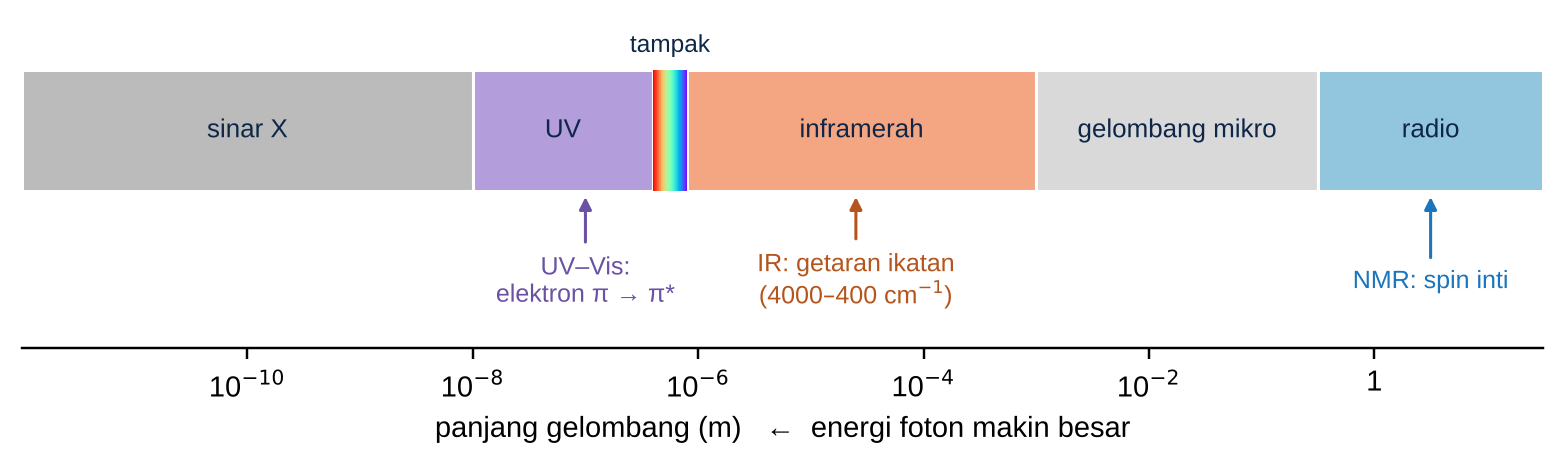 tampak
sinar X
UV
inframerah
gelombang mikro
radio
UV–Vis:
elektron π → π*
IR: getaran ikatan
(4000–400 cm⁻¹)
NMR: spin inti
10⁻¹⁰
10⁻⁸
10⁻⁶
10⁻⁴
10⁻²
1
panjang gelombang (m) ← energi foton makin besar